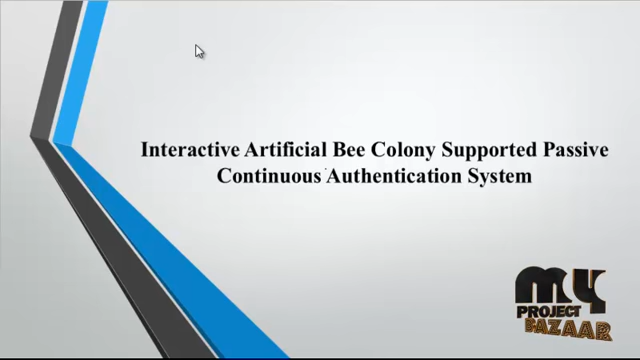 Interactive Artificial Bee Colony Supported Passive
Continuous Authentication System
MY
PROJECT
BAZAAR